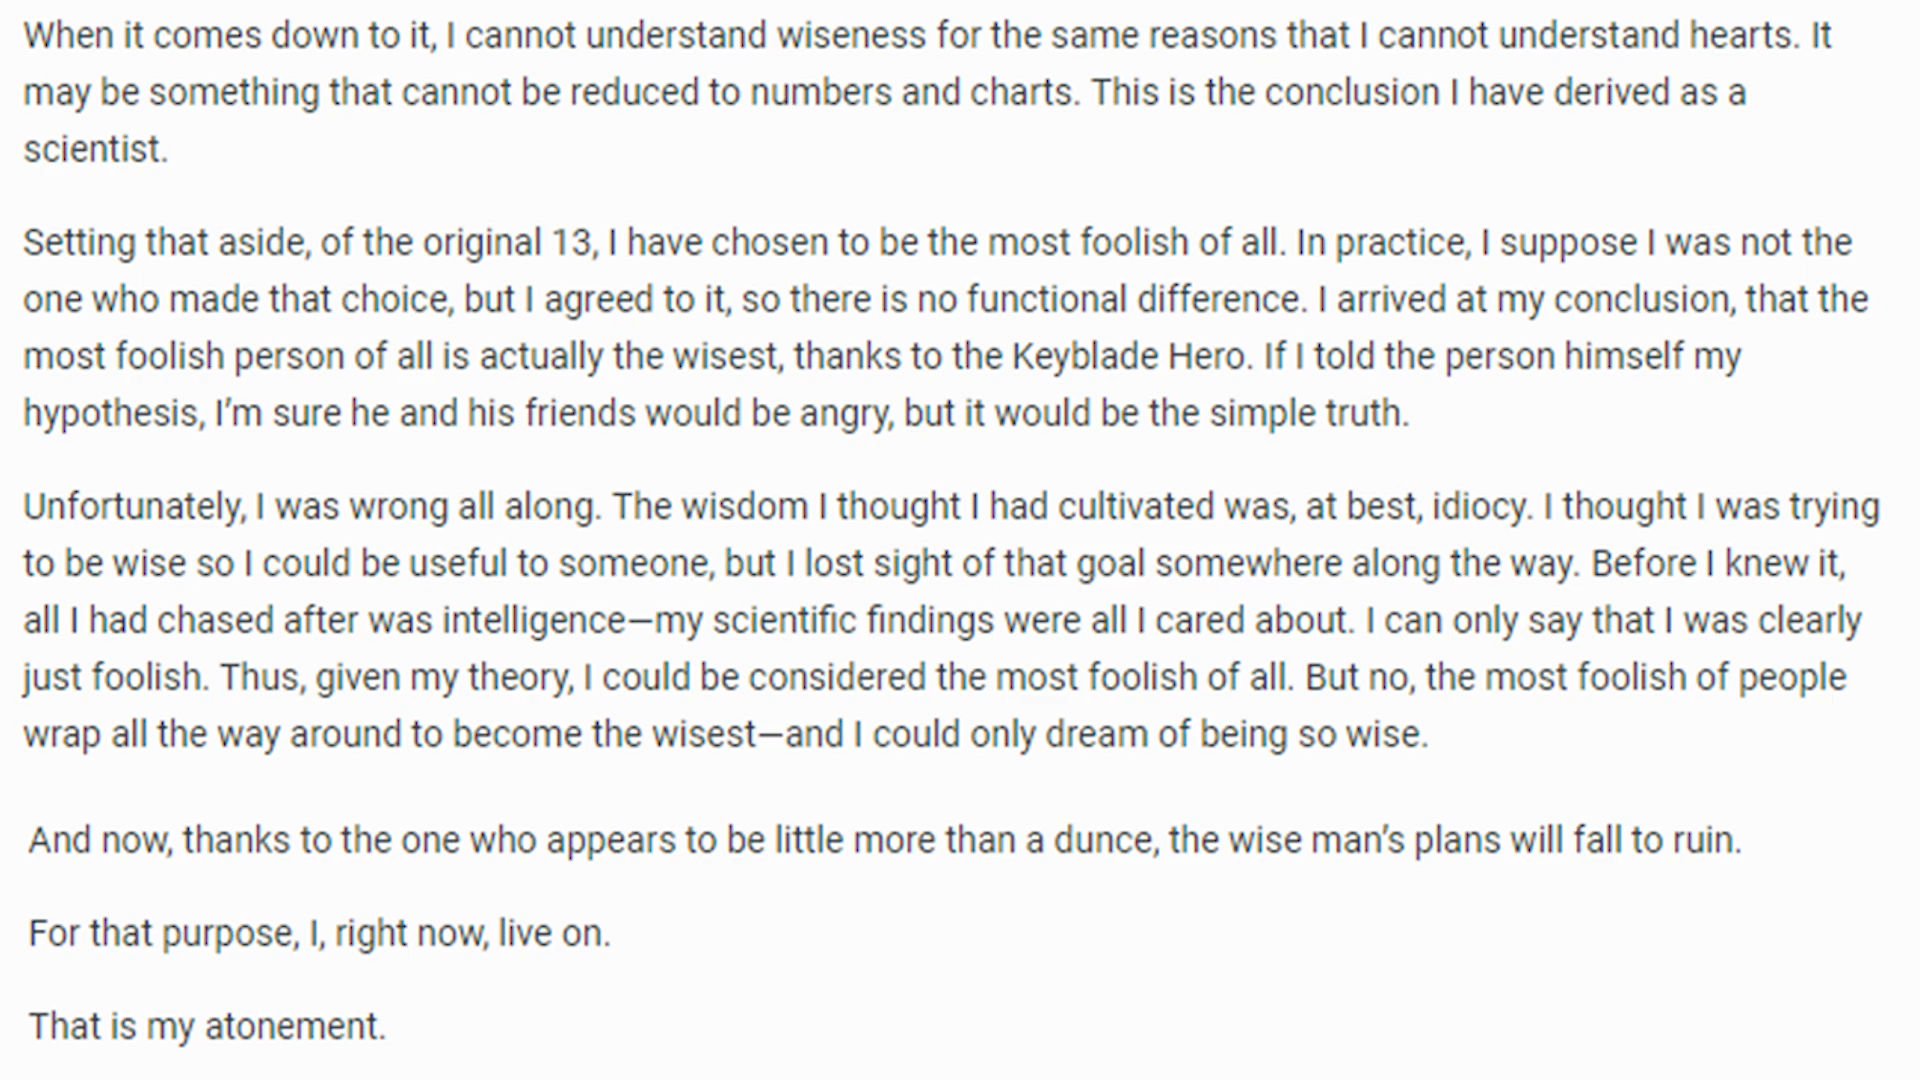 When it comes down to it, I cannot understand wiseness for the same reasons that I cannot understand hearts. It
may be something that cannot be reduced to numbers and charts. This is the conclusion I have derived as a
scientist.
Setting that aside, of the original 13, I have chosen to be the most foolish of all. In practice, I suppose I was not the
one who made that choice, but I agreed to it, so there is no functional difference. I arrived at my conclusion, that the
most foolish person of all is actually the wisest, thanks to the Keyblade Hero. If I told the person himself my
hypothesis, I’m sure he and his friends would be angry, but it would be the simple truth.
Unfortunately, I was wrong all along. The wisdom I thought I had cultivated was, at best, idiocy. I thought I was trying
to be wise so I could be useful to someone, but I lost sight of that goal somewhere along the way. Before I knew it,
all I had chased after was intelligence—my scientific findings were all I cared about. I can only say that I was clearly
just foolish. Thus, given my theory, I could be considered the most foolish of all. But no, the most foolish of people
wrap all the way around to become the wisest—and I could only dream of being so wise.
And now, thanks to the one who appears to be little more than a dunce, the wise man’s plans will fall to ruin.
For that purpose, I, right now, live on.
That is my atonement.